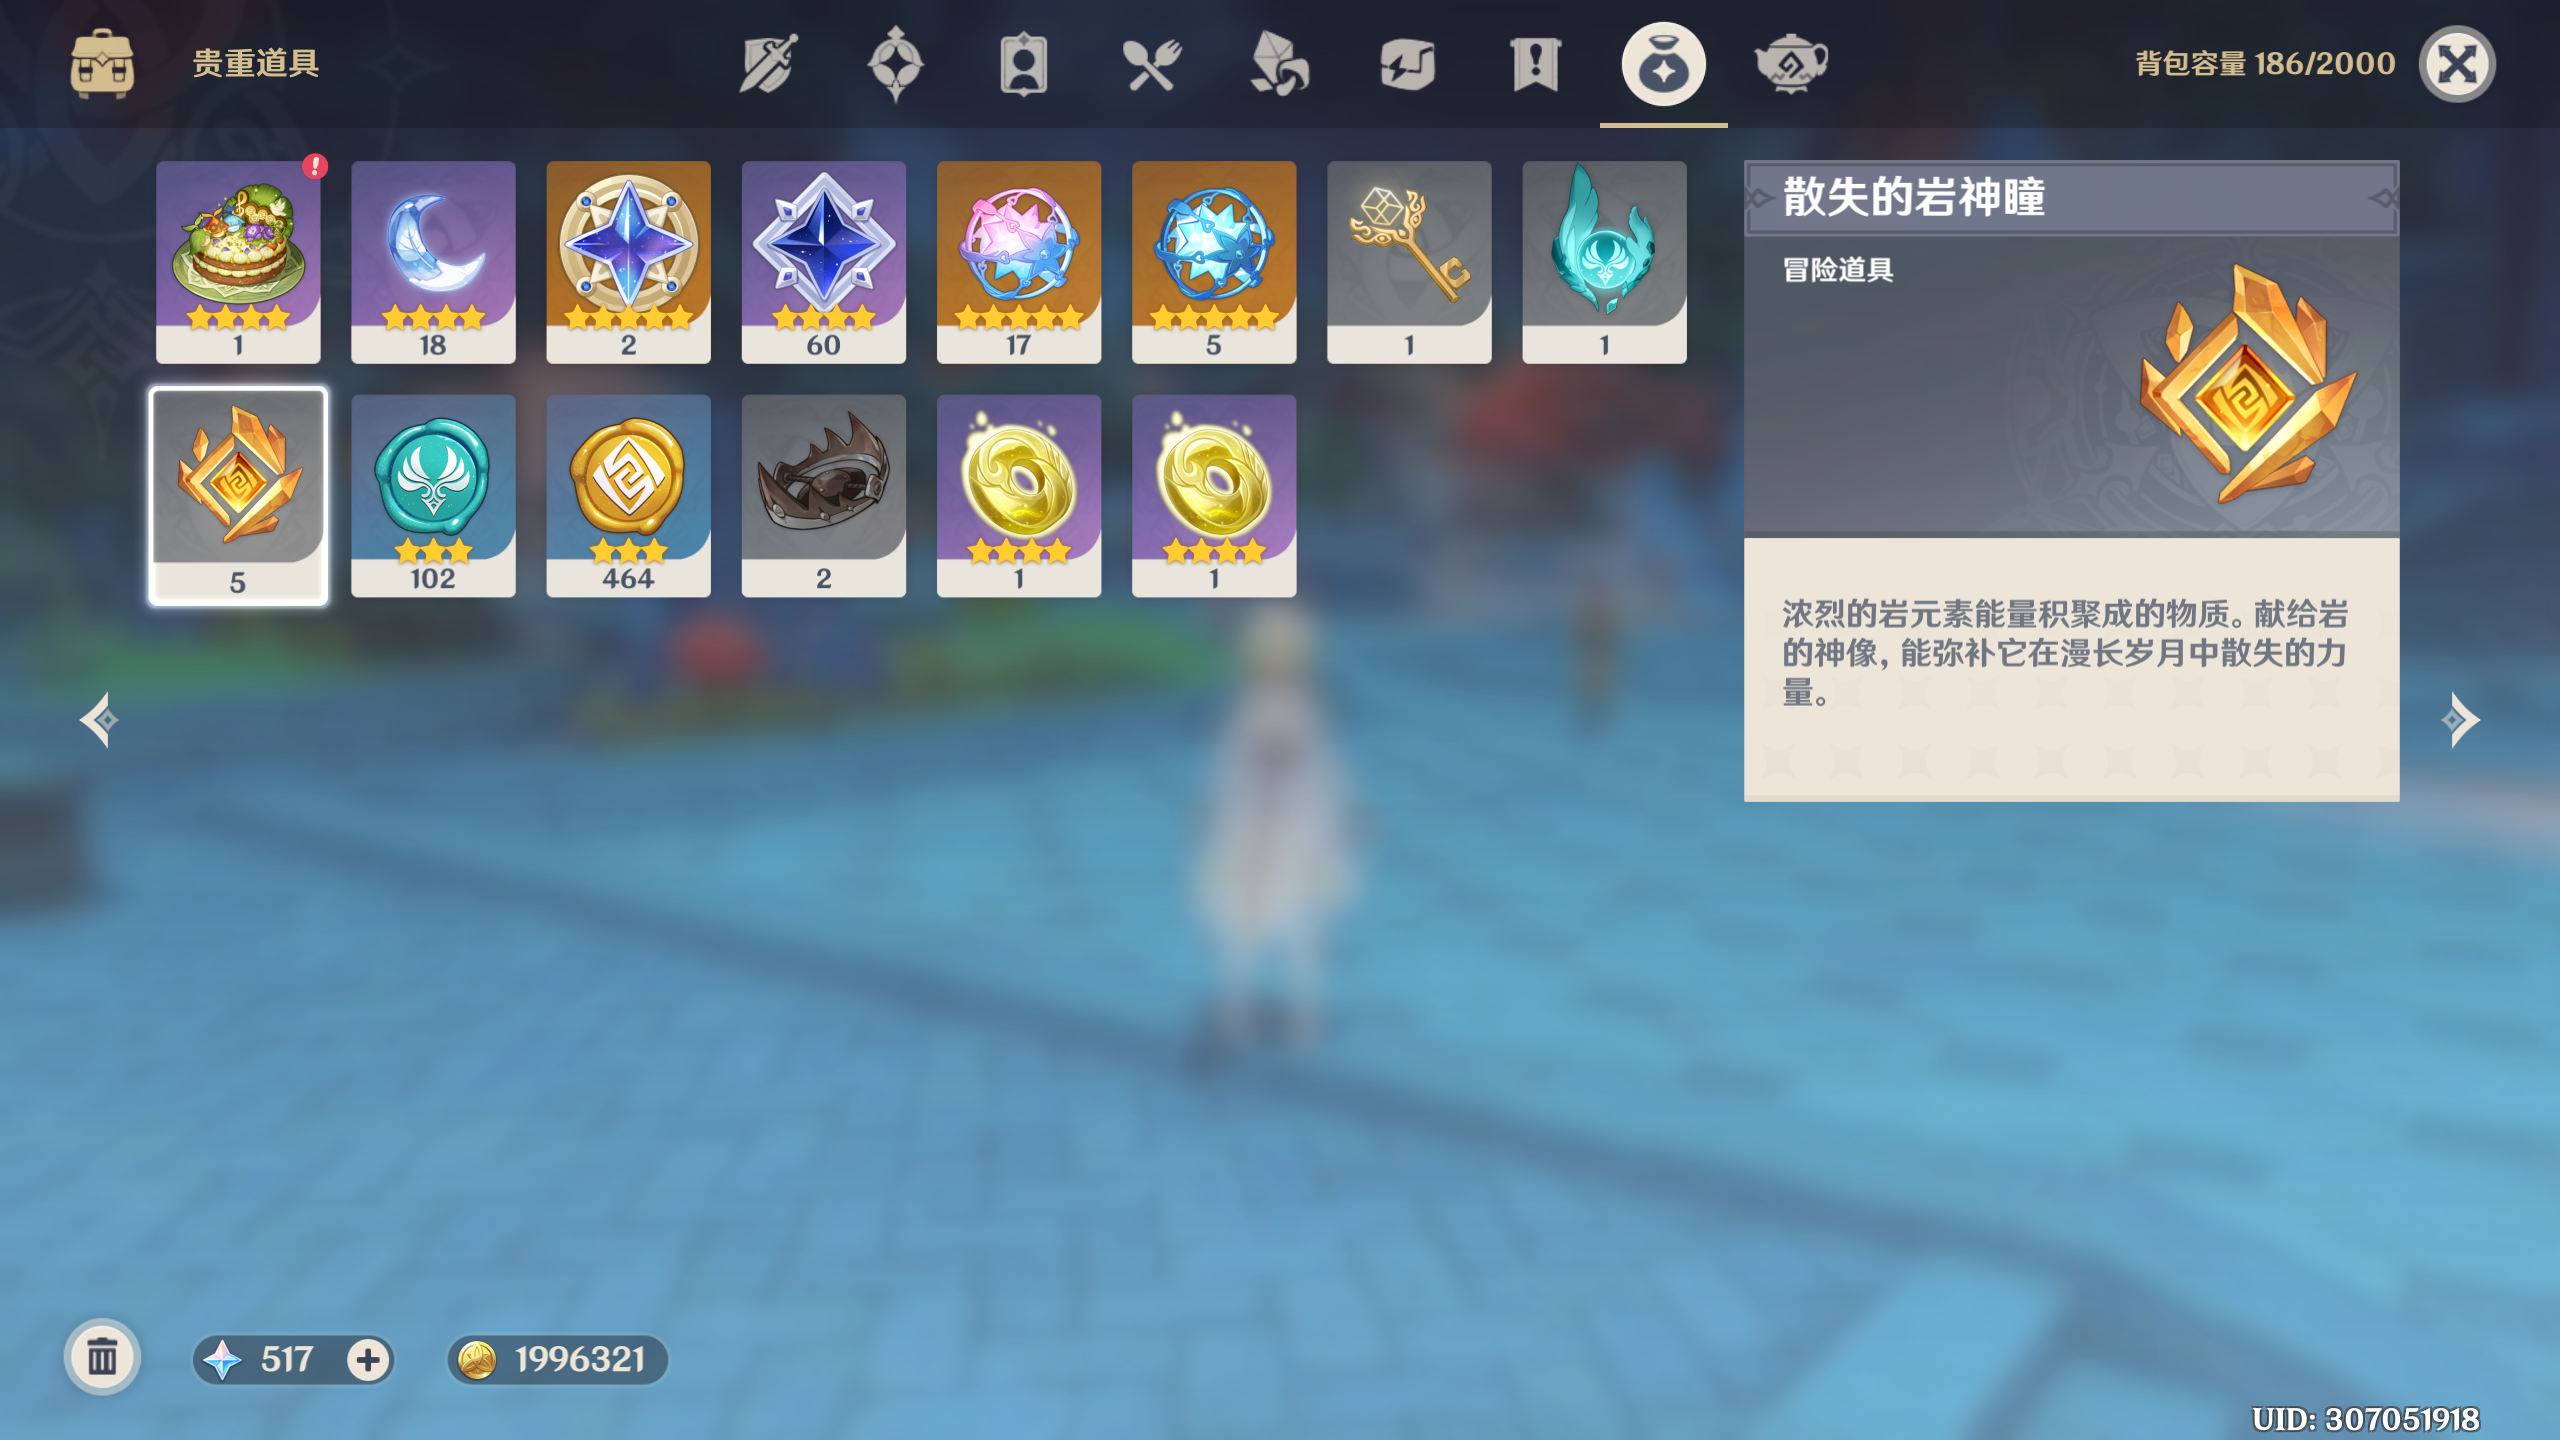 贵重道具
背包容量 186/2000
1
18
2
60
17
5
1
1
5
102
464
2
1
1
散失的岩神瞳
冒险道具
浓烈的岩元素能量积聚成的物质。献给岩
的神像，能弥补它在漫长岁月中散失的力
量。
517
1996321
UID: 307051918